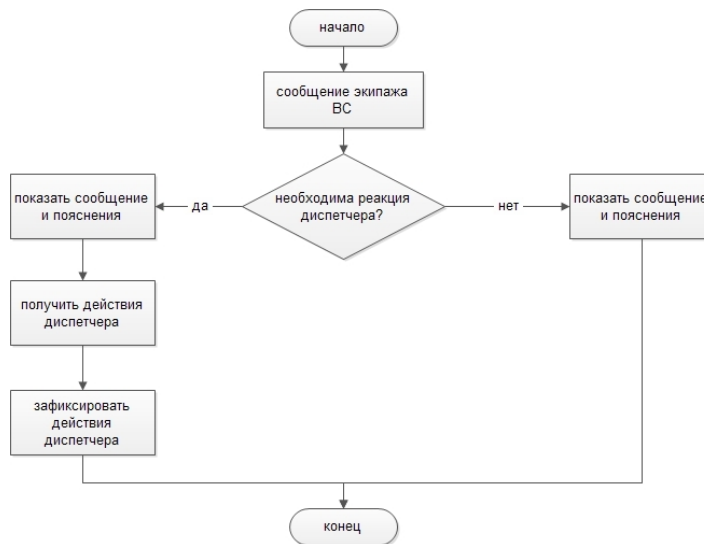 начало
сообщение экипажа
ВС
показать сообщение
и пояснения
да
необходима реакция
диспетчера?
нет
показать сообщение
и пояснения
получить действия
диспетчера
зафиксировать
действия
диспетчера
конец